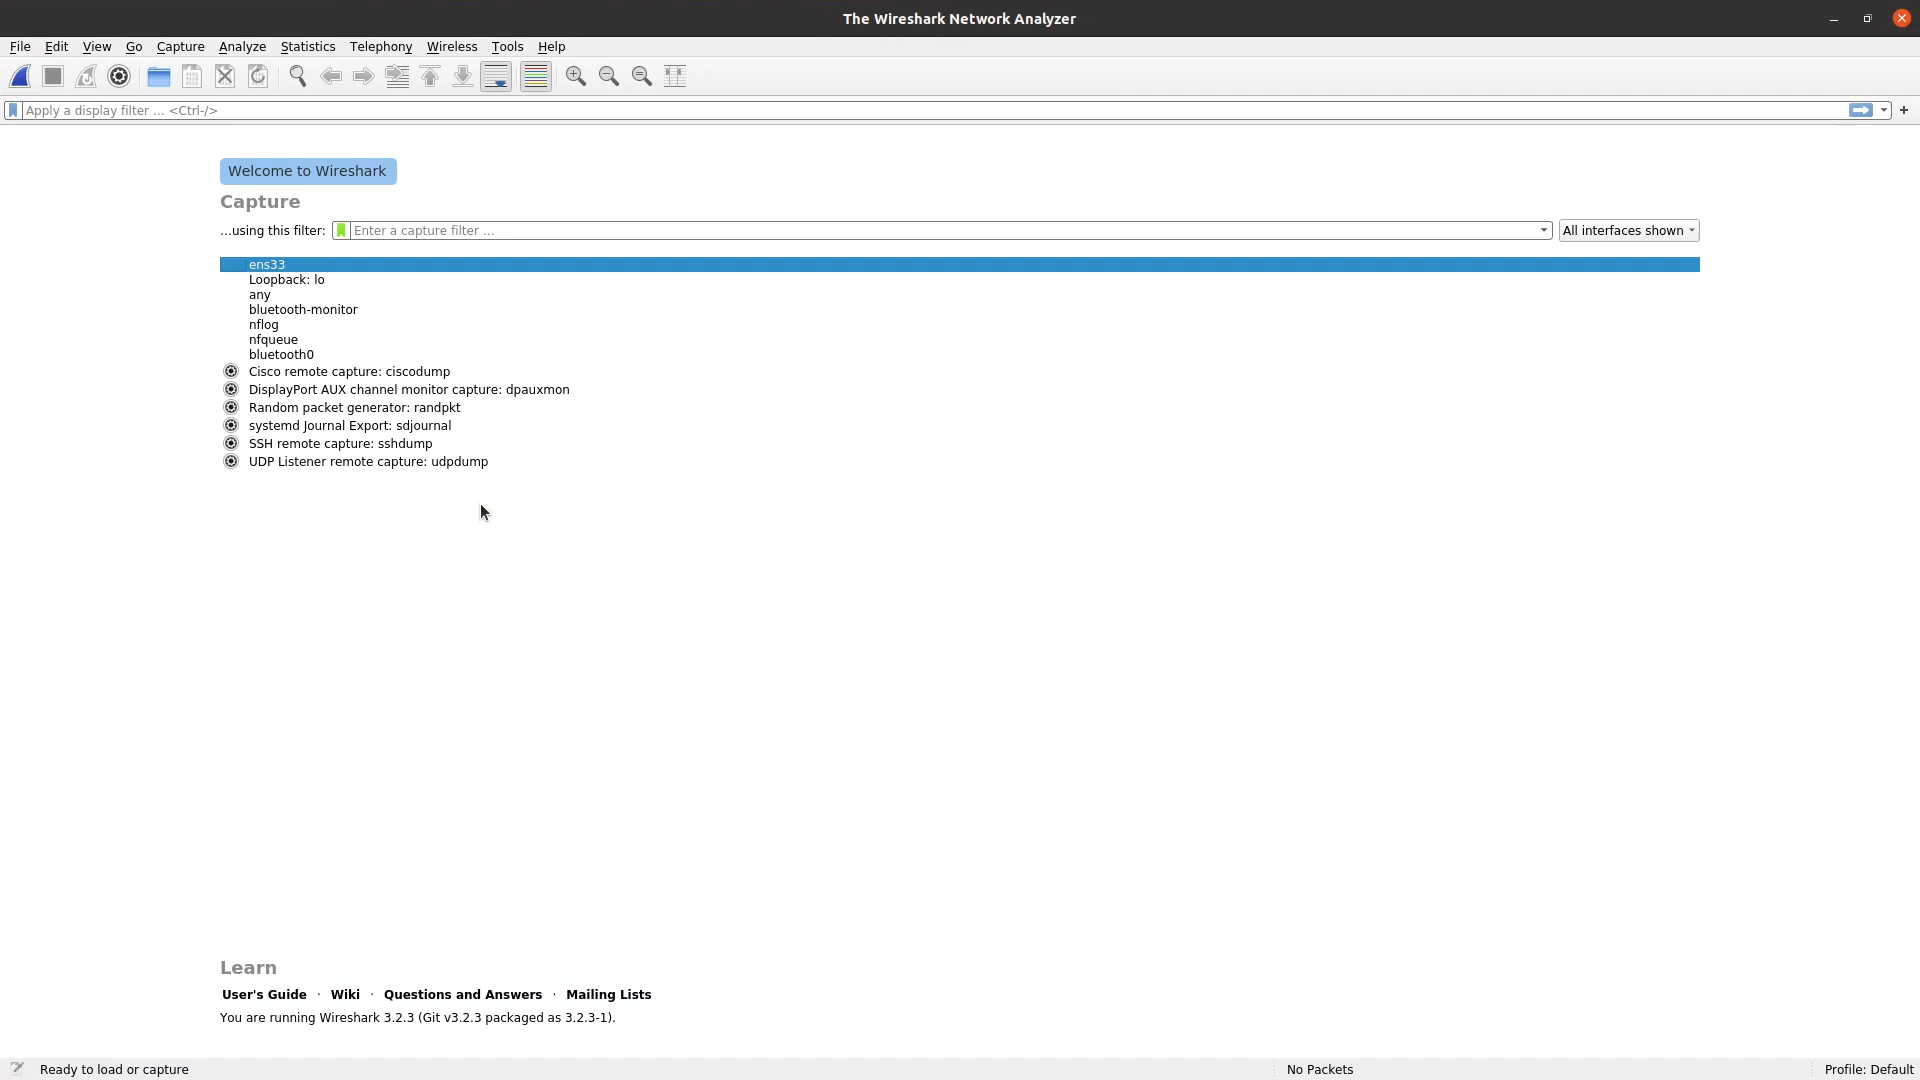 The Wireshark Network Analyzer
File Edit View Go Capture Analyze Statistics Telephony Wireless Tools Help
Apply a display filter ... <Ctrl-/>
Welcome to Wireshark
Capture
...using this filter: Enter a capture filter ... All interfaces shown
ens33
Loopback: lo
any
bluetooth-monitor
nflog
nfqueue
bluetooth0
Cisco remote capture: ciscodump
DisplayPort AUX channel monitor capture: dpauxmon
Random packet generator: randpkt
systemd Journal Export: sdjournal
SSH remote capture: sshdump
UDP Listener remote capture: udpdump
Learn
User's Guide · Wiki · Questions and Answers · Mailing Lists
You are running Wireshark 3.2.3 (Git v3.2.3 packaged as 3.2.3-1).
Ready to load or capture No Packets Profile: Default